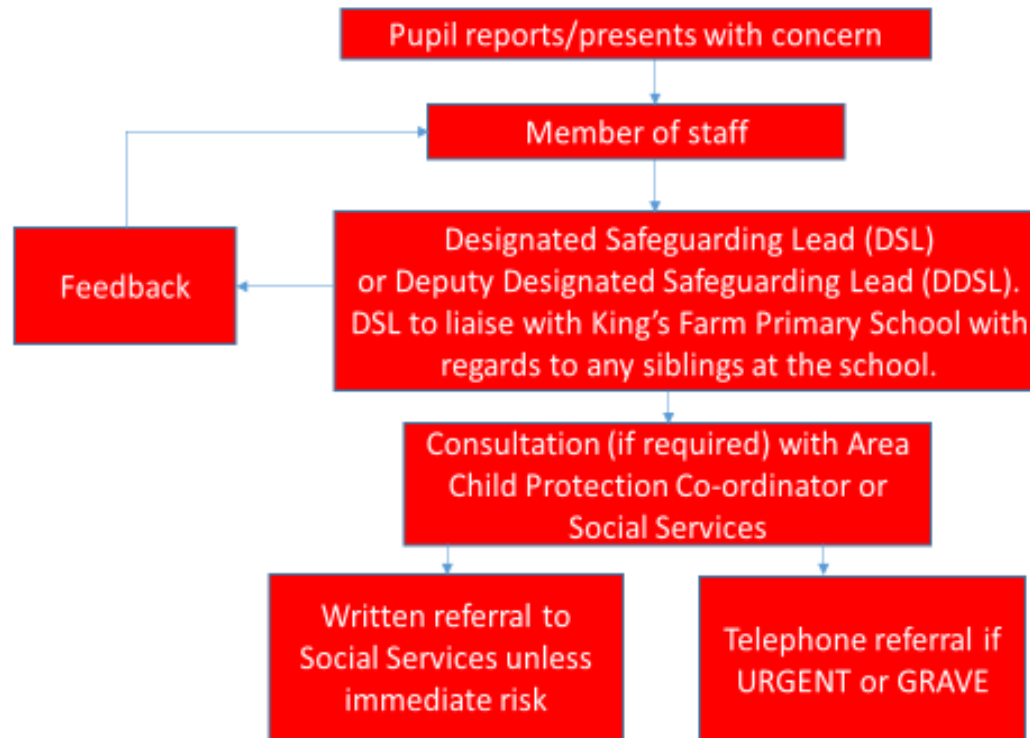 Pupil reports/presents with concern
Member of staff
Designated Safeguarding Lead (DSL)
or Deputy Designated Safeguarding Lead (DDSL).
DSL to liaise with King's Farm Primary School with
regards to any siblings at the school.
Feedback
Consultation (if required) with Area
Child Protection Co-ordinator or
Social Services
Written referral to
Social Services unless
immediate risk
Telephone referral if
URGENT or GRAVE